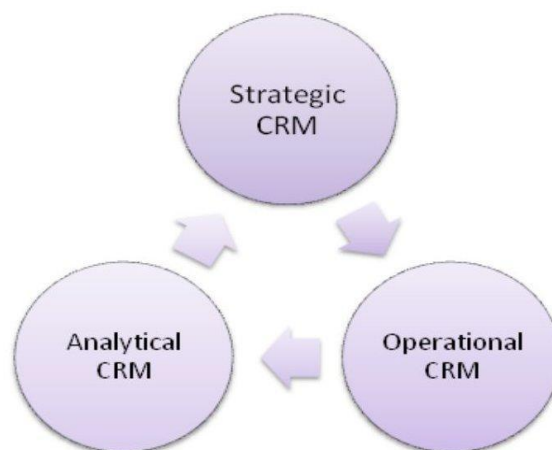 Strategic
CRM
Analytical
CRM
Operational
CRM